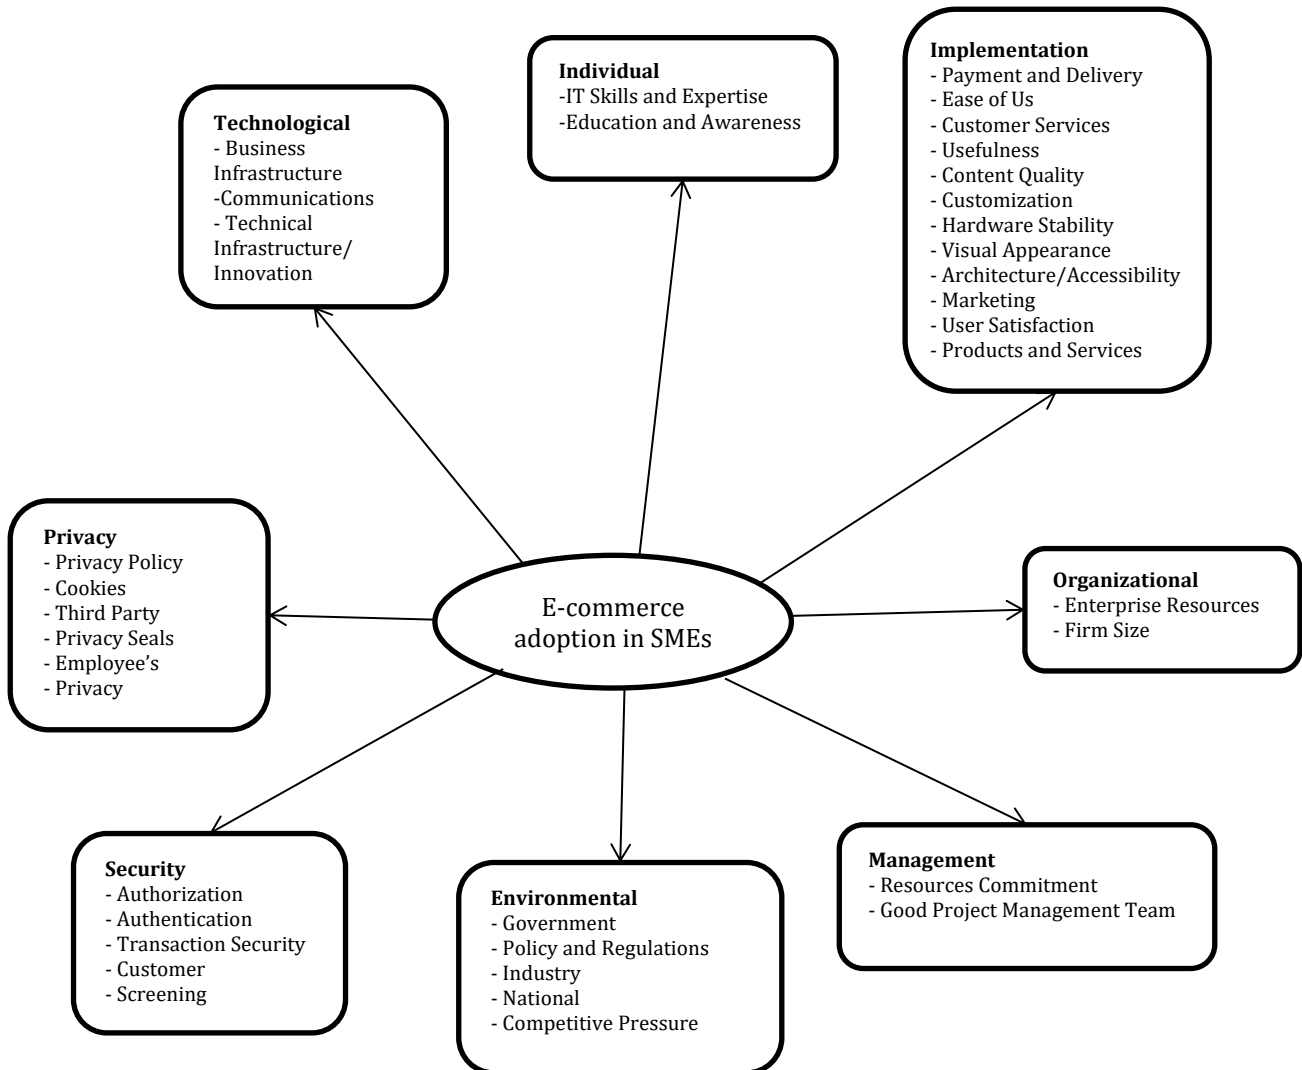 Technological
- Business
Infrastructure
-Communications
- Technical
Infrastructure/
Innovation
Individual
-IT Skills and Expertise
-Education and Awareness
Implementation
- Payment and Delivery
- Ease of Us
- Customer Services
- Usefulness
- Content Quality
- Customization
- Hardware Stability
- Visual Appearance
- Architecture/Accessibility
- Marketing
- User Satisfaction
- Products and Services
Privacy
- Privacy Policy
- Cookies
- Third Party
- Privacy Seals
- Employee’s
- Privacy
E-commerce
adoption in SMEs
Organizational
- Enterprise Resources
- Firm Size
Security
- Authorization
- Authentication
- Transaction Security
- Customer
- Screening
Environmental
- Government
- Policy and Regulations
- Industry
- National
- Competitive Pressure
Management
- Resources Commitment
- Good Project Management Team